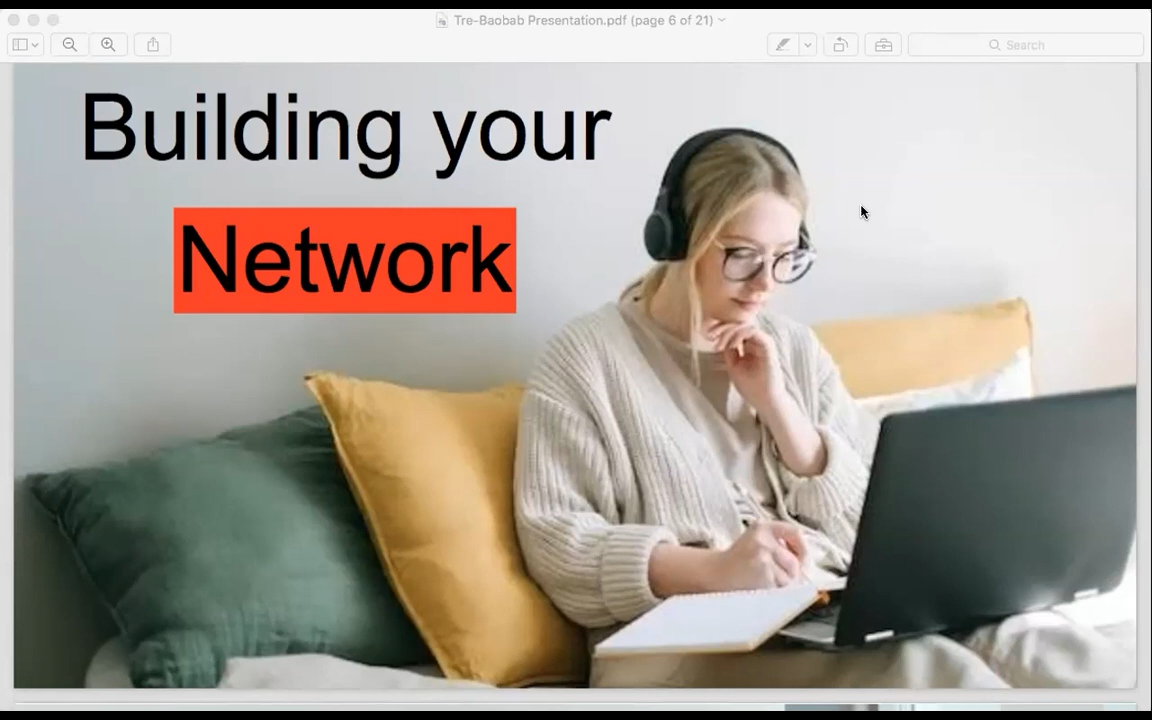 Tre-Baobab Presentation.pdf (page 6 of 21)
Search
Building your
Network